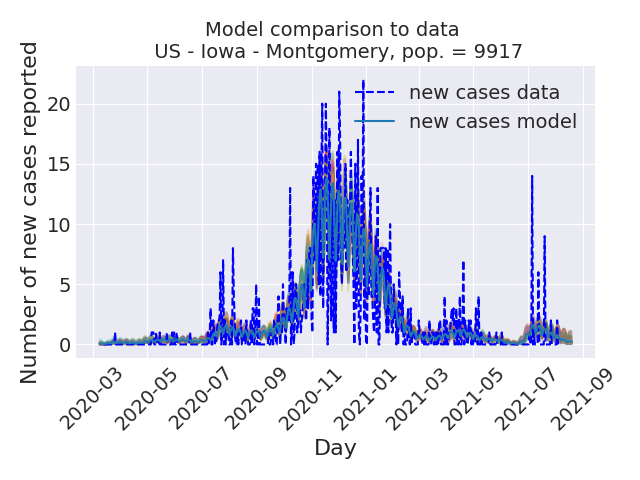 Model comparison to data
US - Iowa - Montgomery, pop. = 9917
Number of new cases reported
20
15
10
5
0
new cases data
new cases model
2020-03
2020-05
2020-07
2020-09
2020-11
2021-01
2021-03
2021-05
2021-07
2021-09
Day